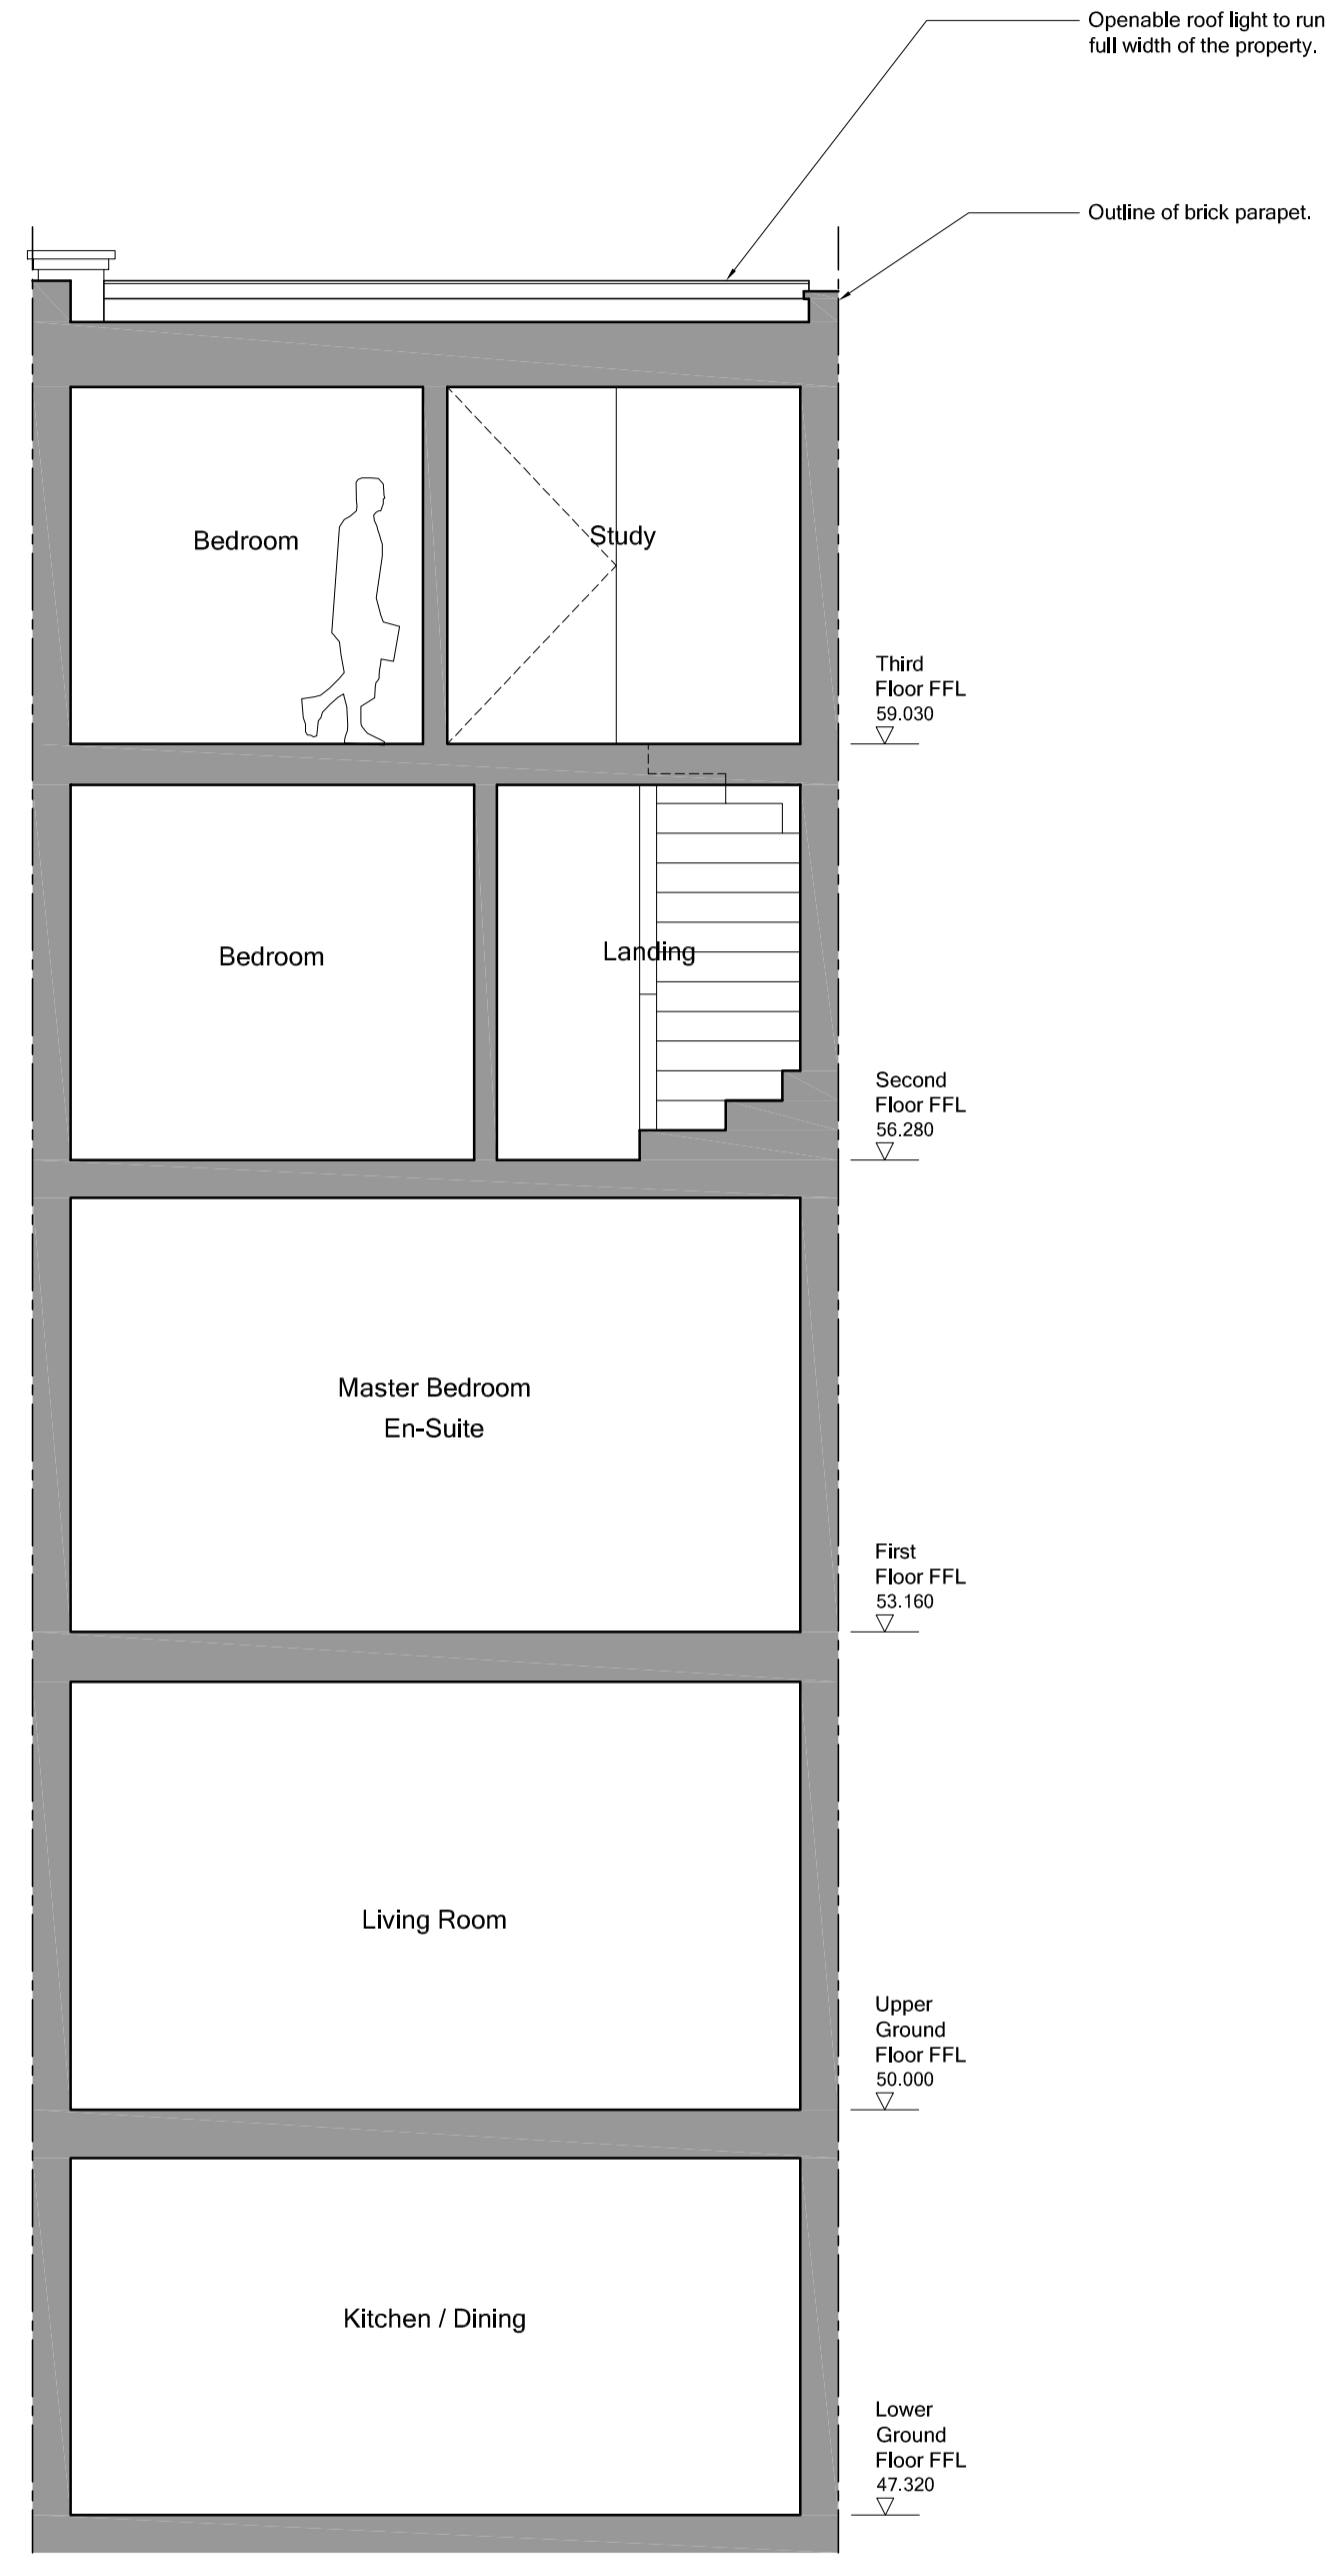 Openable roof light to run
full width of the property.
Outline of brick parapet.
Bedroom
Study
Third
Floor FFL
59.030
Bedroom
Landing
Second
Floor FFL
56.280
Master Bedroom
En-Suite
First
Floor FFL
53.160
Living Room
Upper
Ground
Floor FFL
50.000
Kitchen / Dining
Lower
Ground
Floor FFL
47.320